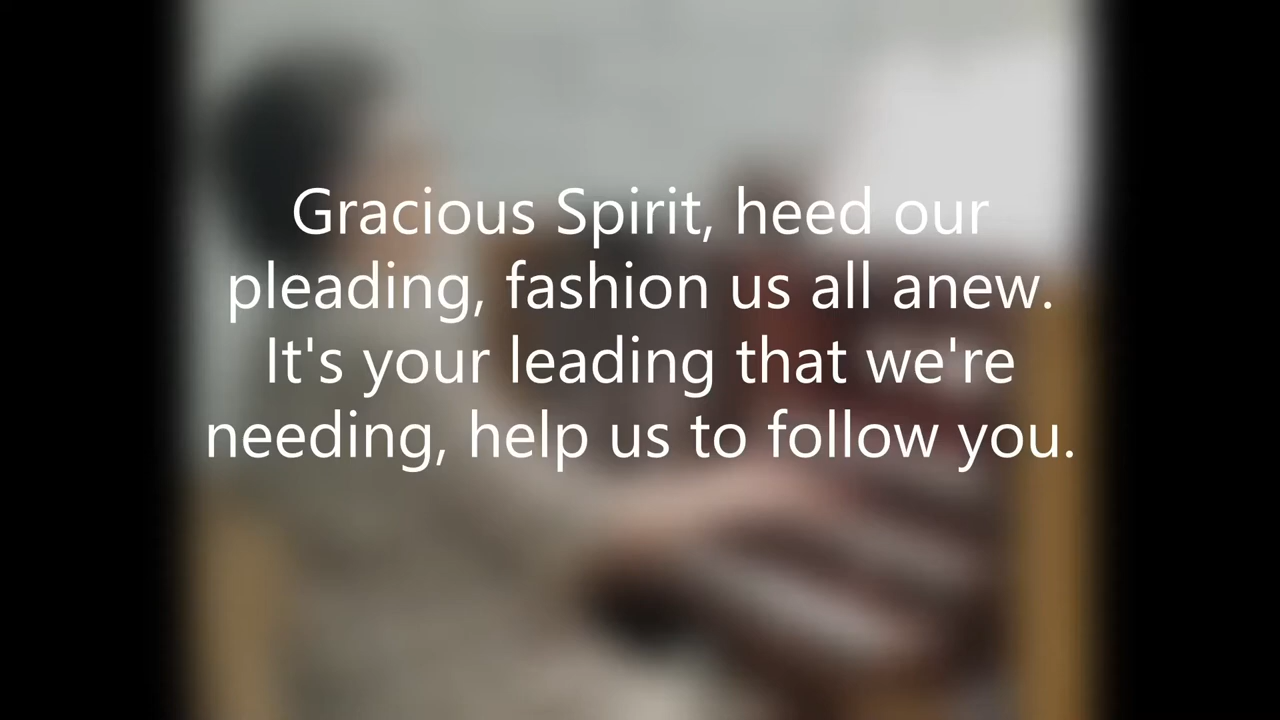 Gracious Spirit, heed our
pleading, fashion us all anew.
It's your leading that we're
needing, help us to follow you.